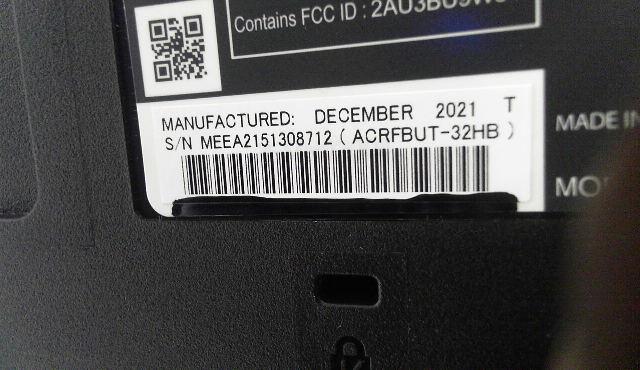 Contains FCC ID : 2AU3BU9W
MANUFACTURED: DECEMBER 2021 T
S/N MEEA2151308712 ( ACRFBUT-32HB )
MADE IN